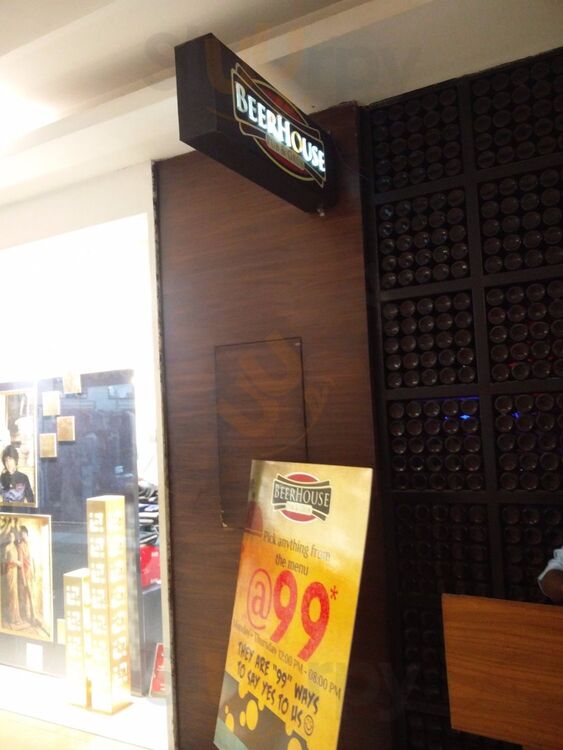 BEERHOUSE
BEERHOUSE
Pick anything from
the menu
@99*
Thursday 12:00 PM - 08:00 PM
THEY ARE "99" WAYS
TO SAY YES TO US